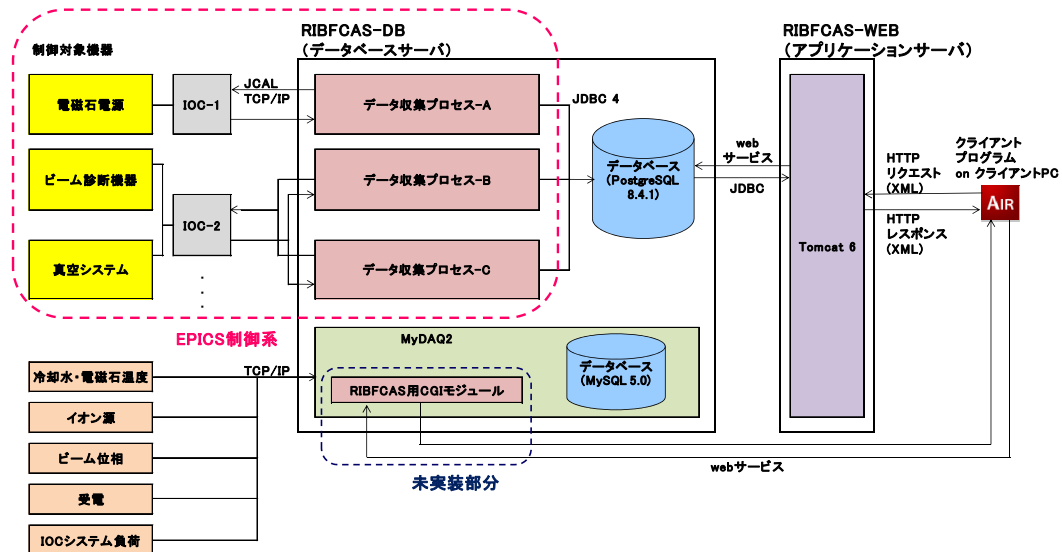 RIBFCAS-DB
(データベースサーバ)
RIBFCAS-WEB
(アプリケーションサーバ)
制御対象機器
電磁石電源
IOC-1
JCAL
TCP/IP
データ収集プロセス-A
JDBC 4
ビーム診断機器
IOC-2
データ収集プロセス-B
データベース
(PostgreSQL
8.4.1)
web
サービス
JDBC
真空システム
データ収集プロセス-C
Tomcat 6
HTTP
リクエスト
(XML)
HTTP
レスポンス
(XML)
クライアント
プログラム
on クライアントPC
AIR
EPICS制御系
MyDAQ2
データベース
(MySQL 5.0)
RIBFCAS用CGIモジュール
冷却水・電磁石温度
TCP/IP
イオン源
ビーム位相
受電
IOCシステム負荷
未実装部分
webサービス